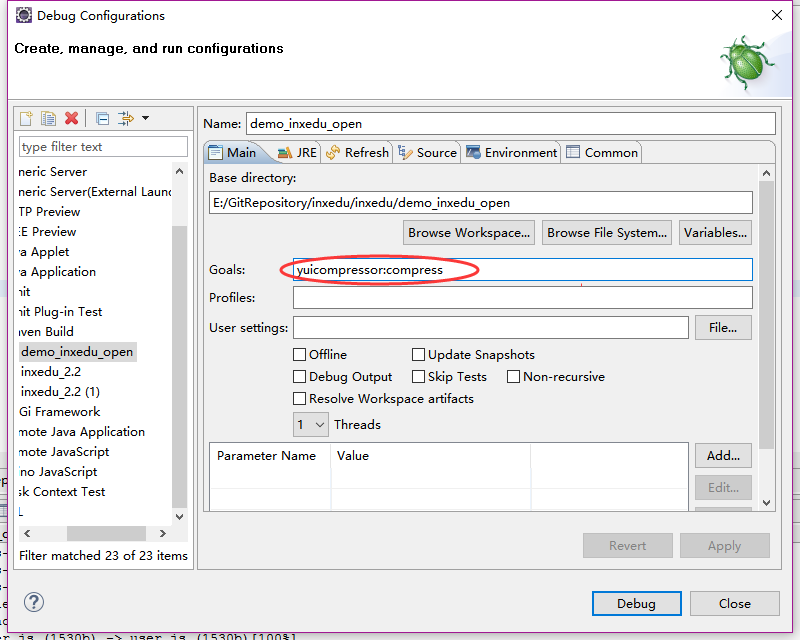 Debug Configurations
Create, manage, and run configurations
type filter text
neric Server
neric Server(External Laun
TP Preview
EE Preview
va Applet
va Application
nit
nit Plug-in Test
ven Build
demo_inxedu_open
inxedu_2.2
inxedu_2.2 (1)
Gi Framework
mote Java Application
mote JavaScript
no JavaScript
sk Context Test
Filter matched 23 of 23 items
Name: demo_inxedu_open
Main JRE Refresh Source Environment Common
Base directory:
E:/GitRepository/inxedu/inxedu/demo_inxedu_open
Browse Workspace... Browse File System... Variables...
Goals: yuicompressor:compress
Profiles:
User settings: File...
Offline Update Snapshots
Debug Output Skip Tests Non-recursive
Resolve Workspace artifacts
1 Threads
Parameter Name Value Add...
Edit...
Revert Apply
? Debug Close
er.js (1530b) -> user.js (1530b)[100%]